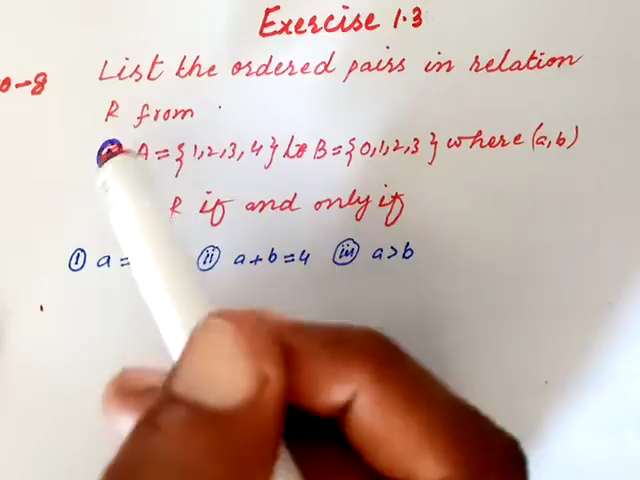 Exercise 1.3
List the ordered pairs in relation
R from
A = {1,2,3,4} to B = {0,1,2,3} where (a,b)
R if and only if
(i) a = (ii) a+b=4 (iii) a>b